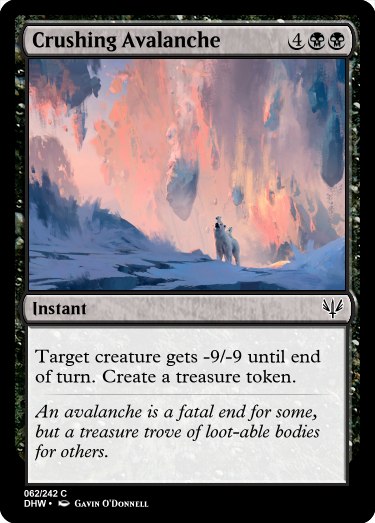 Crushing Avalanche 4
Instant
Target creature gets -9/-9 until end
of turn. Create a treasure token.
An avalanche is a fatal end for some,
but a treasure trove of loot-able bodies
for others.
062/242 C
DHW • Gavin O'Donnell